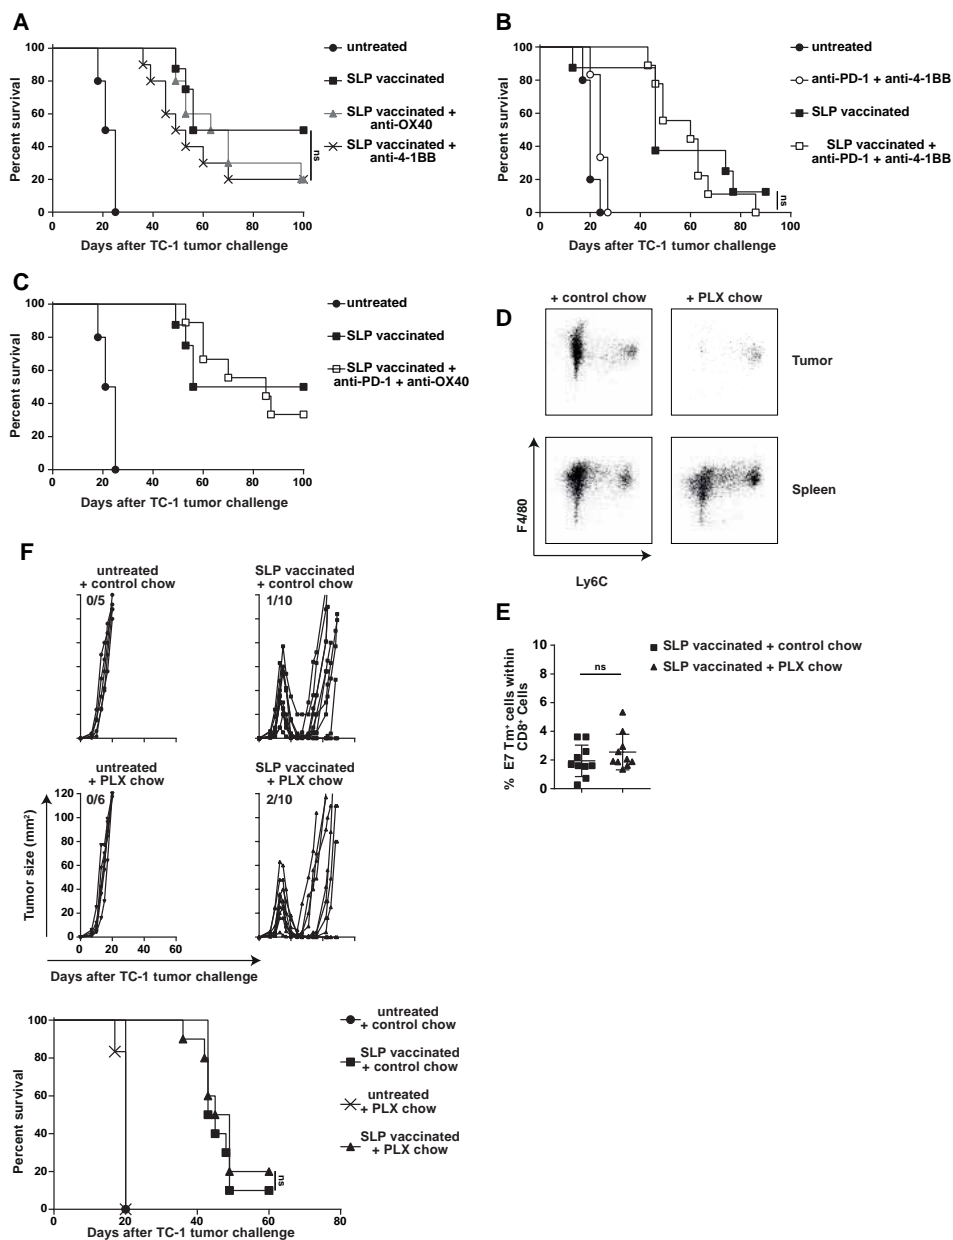 A
100
80
60
40
20
0
Percent survival
0 20 40 60 80 100
Days after TC-1 tumor challenge
untreated
SLP vaccinated
SLP vaccinated +
anti-OX40
SLP vaccinated +
anti-4-1BB
ns
B
100
80
60
40
20
0
Percent survival
0 20 40 60 80 100
Days after TC-1 tumor challenge
untreated
anti-PD-1 + anti-4-1BB
SLP vaccinated
SLP vaccinated +
anti-PD-1 + anti-4-1BB
ns
C
100
80
60
40
20
0
Percent survival
0 20 40 60 80 100
Days after TC-1 tumor challenge
untreated
SLP vaccinated
SLP vaccinated +
anti-PD-1 + anti-OX40
D
+ control chow + PLX chow
Tumor
Spleen
F4/80
Ly6C
E
10
8
6
4
2
0
% E7 Tm+ cells within
CD8+ Cells
ns
SLP vaccinated + control chow
SLP vaccinated + PLX chow
F
untreated
+ control chow
0/5
SLP vaccinated
+ control chow
1/10
untreated
+ PLX chow
0/6
SLP vaccinated
+ PLX chow
2/10
120
100
80
60
40
20
0
Tumor size (mm²)
0 20 40 60
Days after TC-1 tumor challenge
100
80
60
40
20
0
Percent survival
0 20 40 60 80
Days after TC-1 tumor challenge
untreated
+ control chow
SLP vaccinated
+ control chow
untreated
+ PLX chow
SLP vaccinated
+ PLX chow
ns